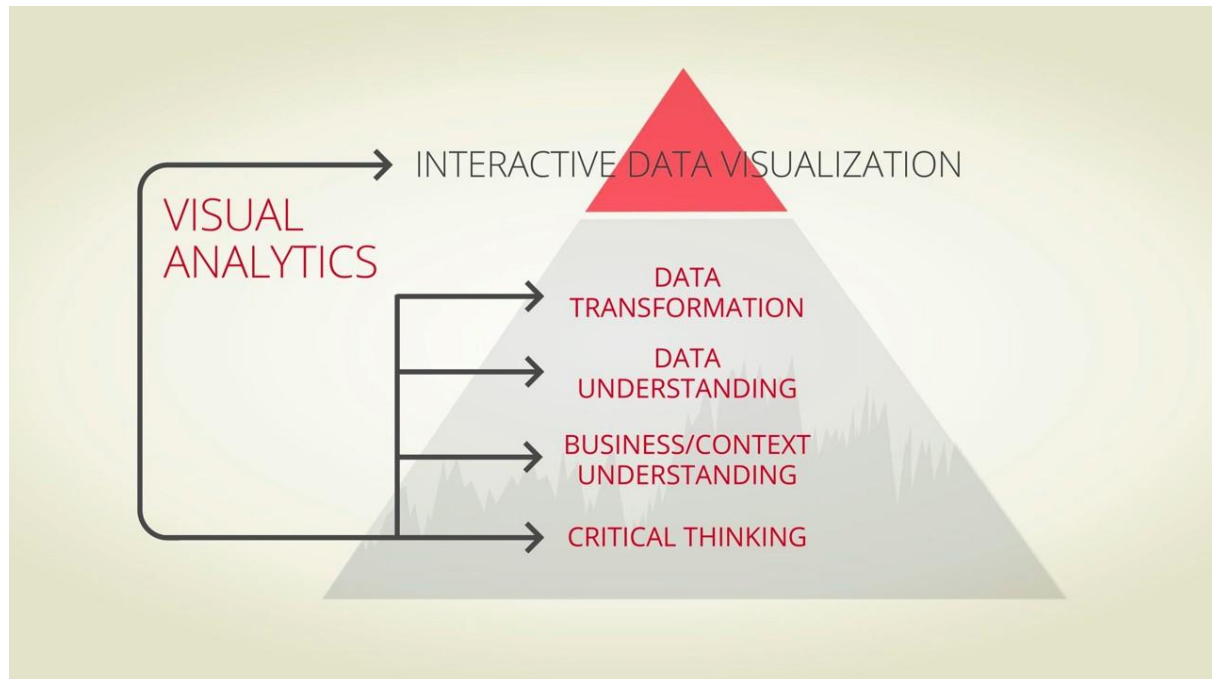 INTERACTIVE DATA VISUALIZATION
VISUAL
ANALYTICS
DATA
TRANSFORMATION
DATA
UNDERSTANDING
BUSINESS/CONTEXT
UNDERSTANDING
CRITICAL THINKING